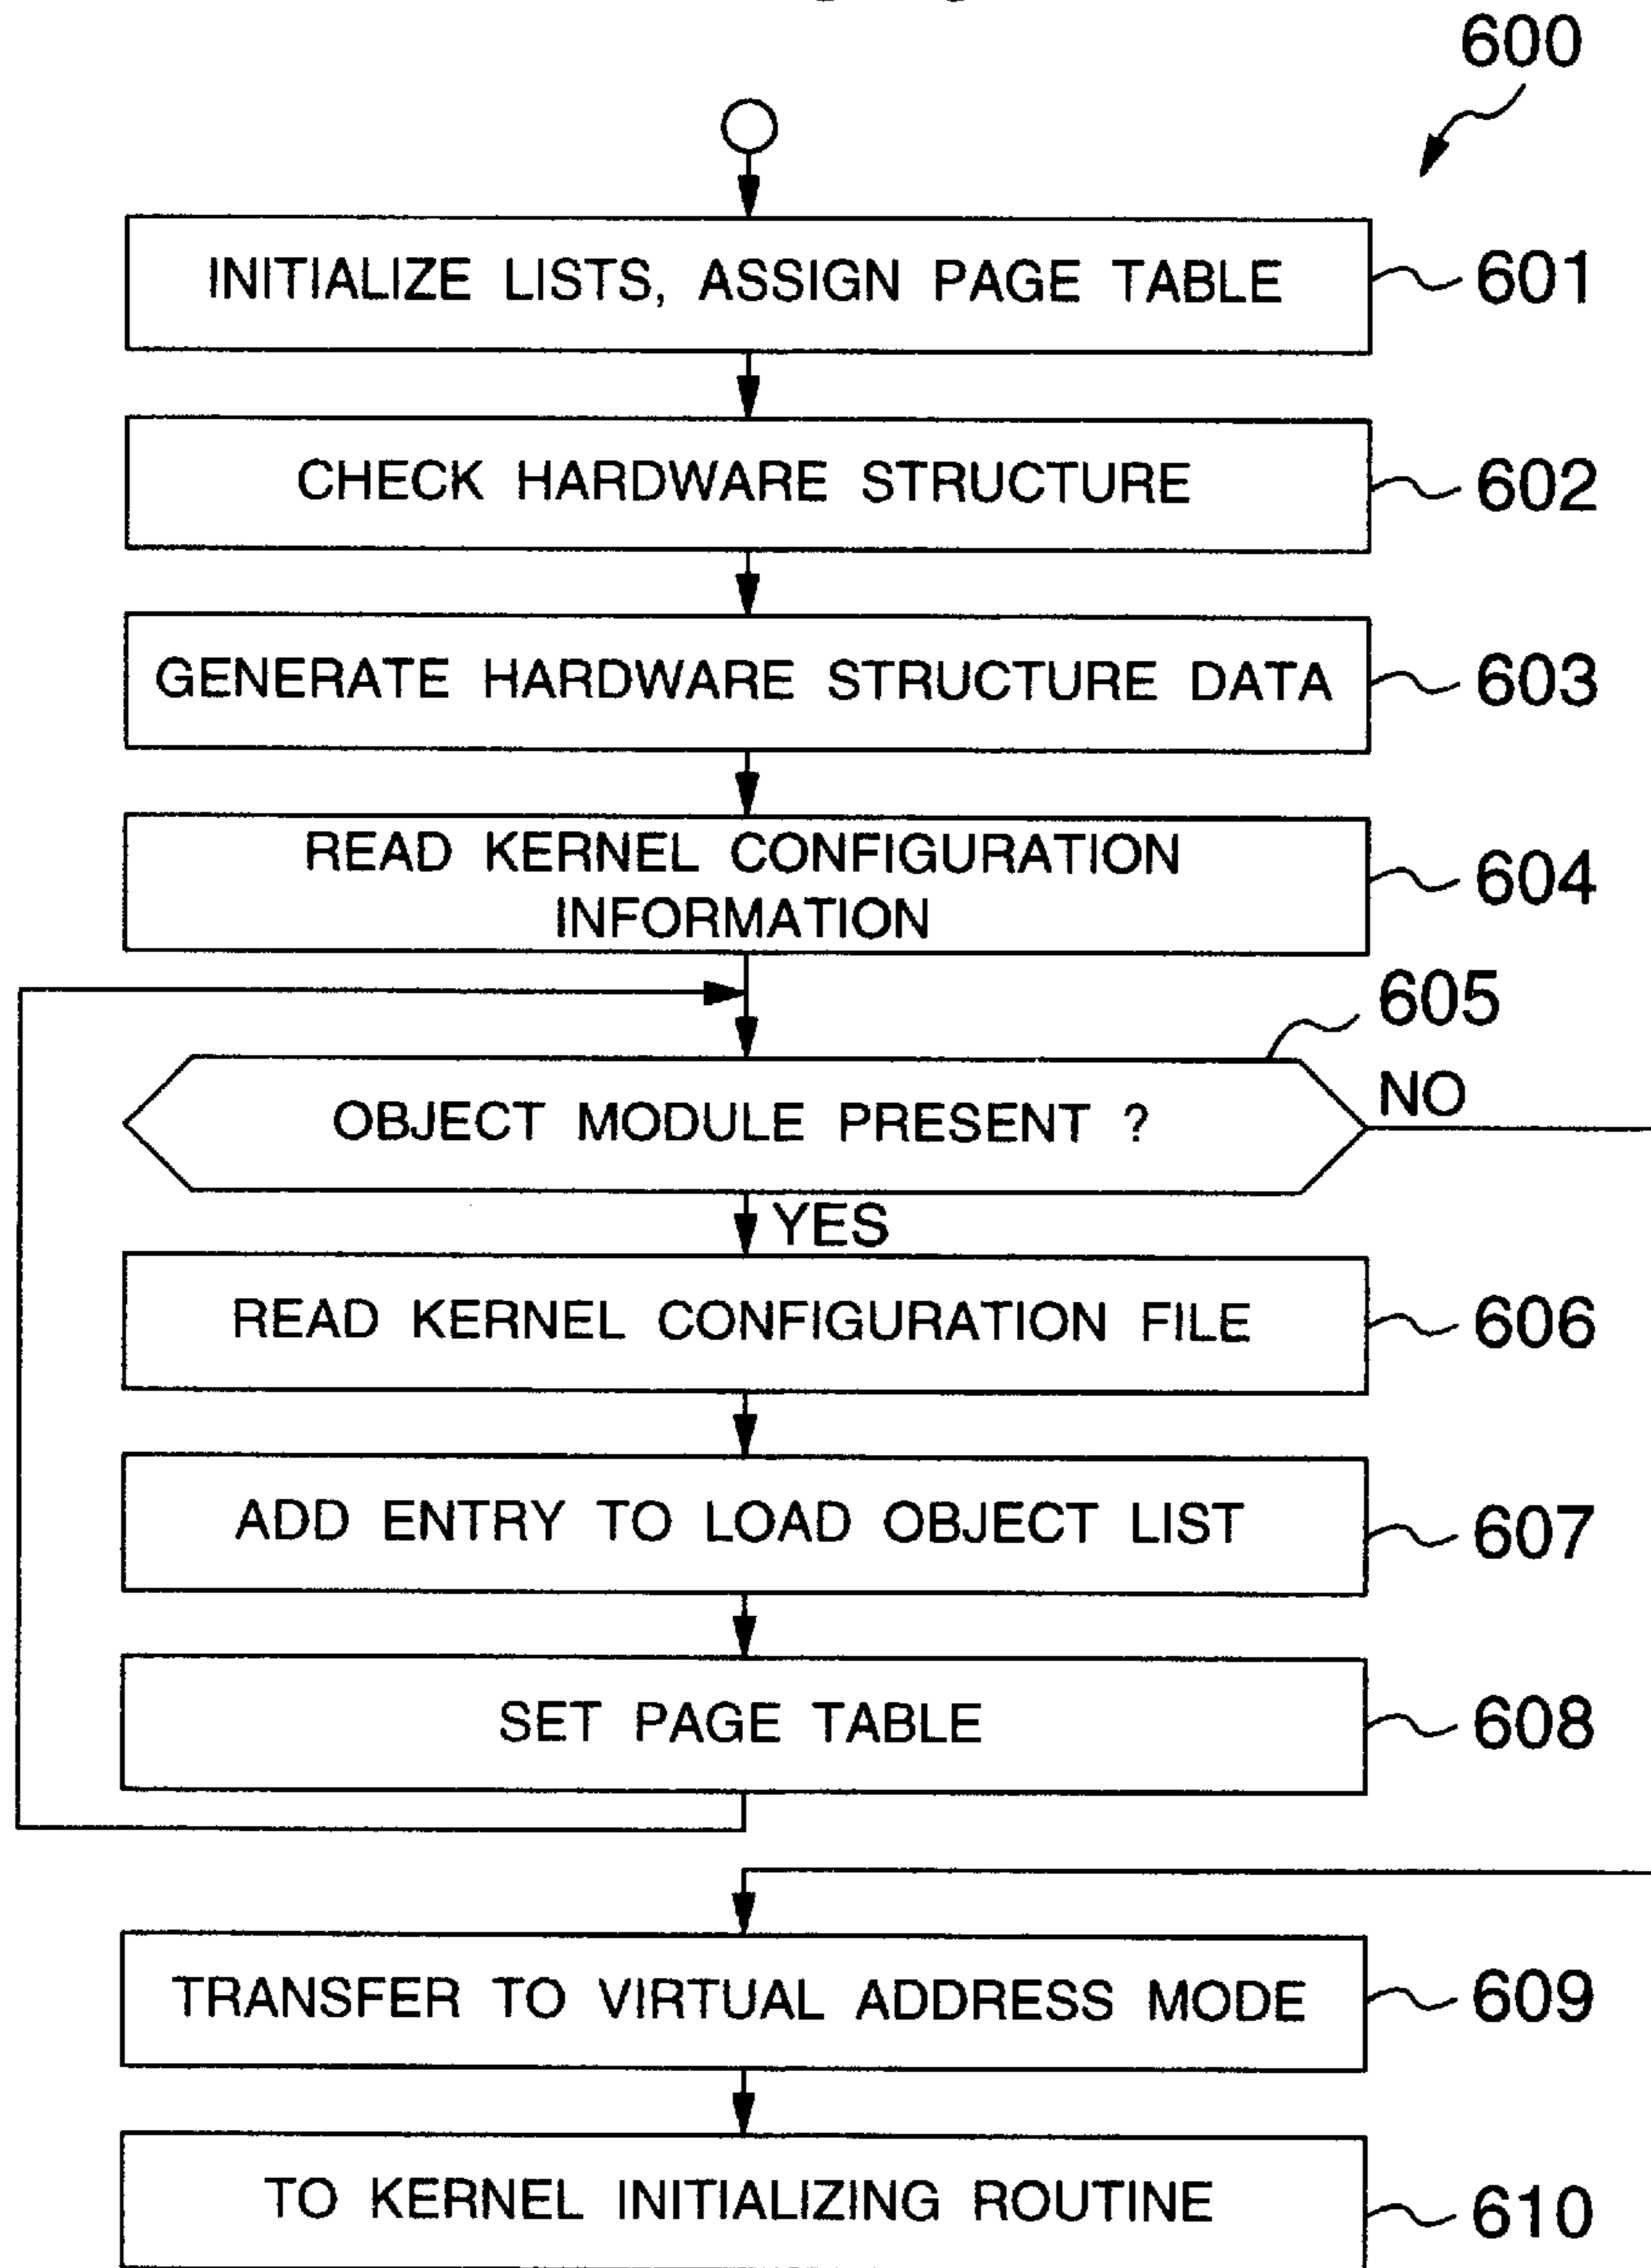 600
INITIALIZE LISTS, ASSIGN PAGE TABLE
601
CHECK HARDWARE STRUCTURE
602
GENERATE HARDWARE STRUCTURE DATA
603
READ KERNEL CONFIGURATION
INFORMATION
604
605
OBJECT MODULE PRESENT ?
NO
YES
READ KERNEL CONFIGURATION FILE
606
ADD ENTRY TO LOAD OBJECT LIST
607
SET PAGE TABLE
608
TRANSFER TO VIRTUAL ADDRESS MODE
609
TO KERNEL INITIALIZING ROUTINE
610